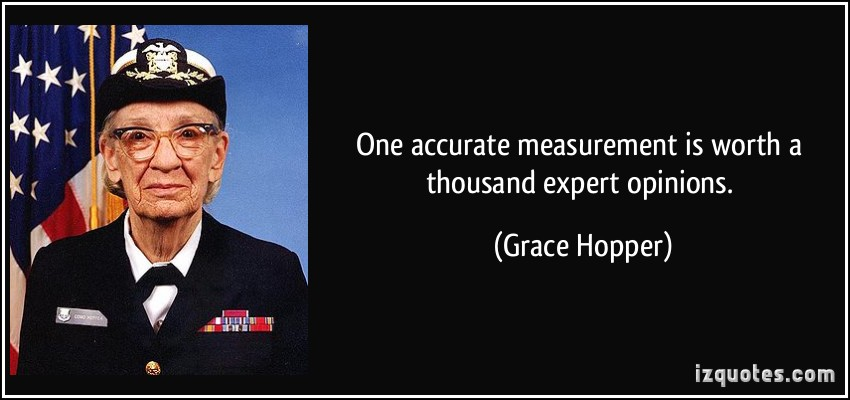 One accurate measurement is worth a
thousand expert opinions.
(Grace Hopper)
izquotes.com